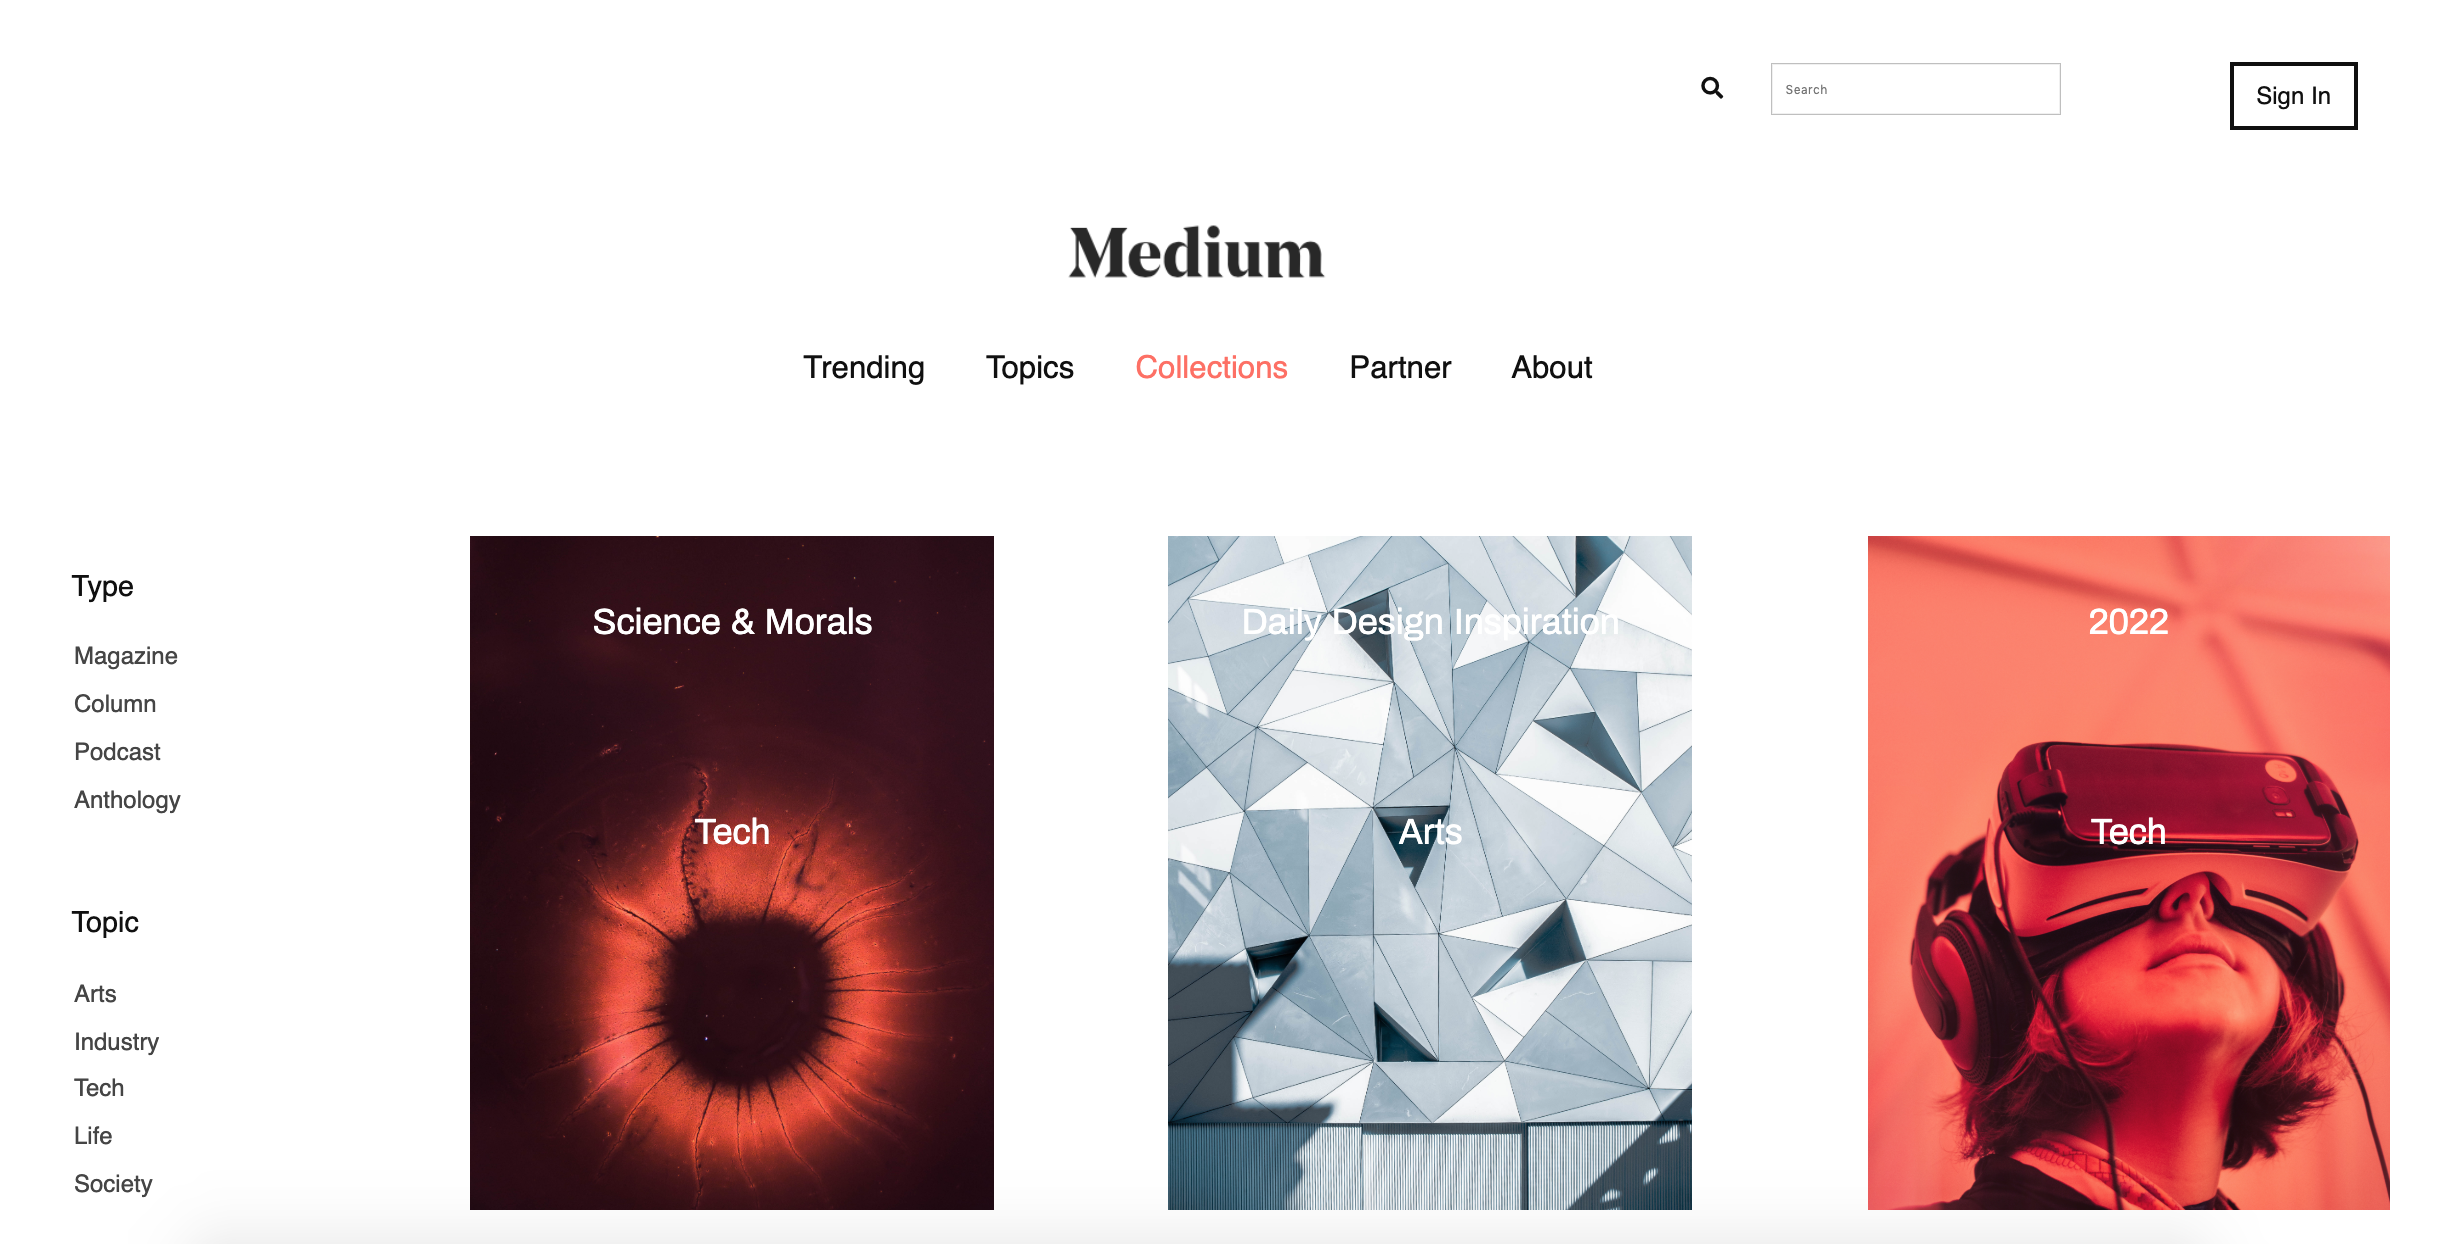 Search
Sign In
Medium
Trending Topics Collections Partner About
Type
Magazine
Column
Podcast
Anthology
Topic
Arts
Industry
Tech
Life
Society
Science & Morals
Tech
Daily Design Inspiration
Arts
2022
Tech